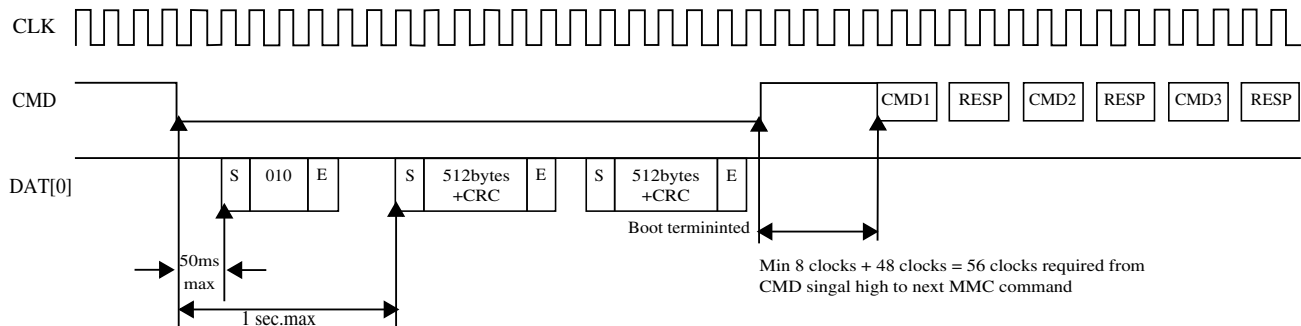 CLK
CMD
CMD1 RESP CMD2 RESP CMD3 RESP
DAT[0]
S 010 E S 512bytes +CRC E S 512bytes +CRC E
Boot termininted
50ms
max
1 sec.max
Min 8 clocks + 48 clocks = 56 clocks required from
CMD singal high to next MMC command